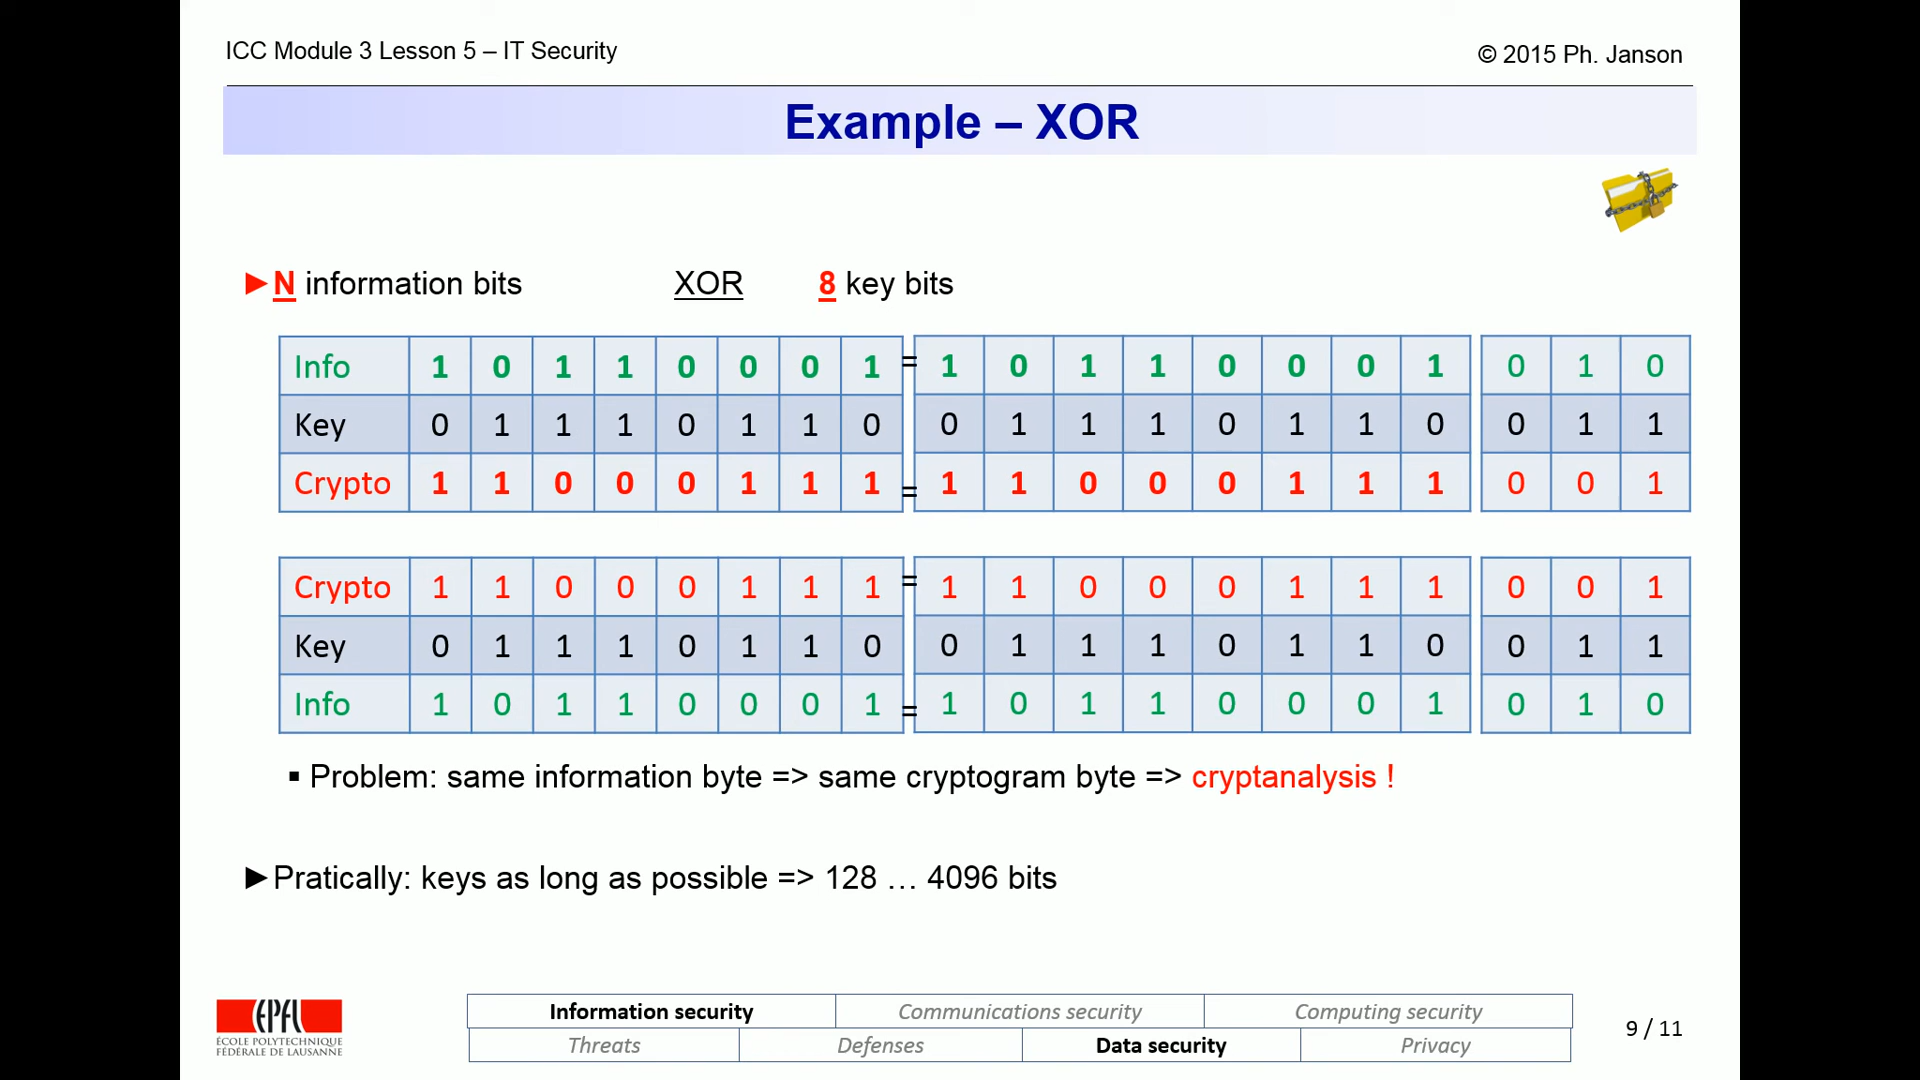 ICC Module 3 Lesson 5 – IT Security
© 2015 Ph. Janson
Example – XOR
►N information bits XOR 8 key bits
Info 1 0 1 1 0 0 0 1 = 1 0 1 1 0 0 0 1 0 1 0
Key 0 1 1 1 0 1 1 0 0 1 1 1 0 1 1 0 0 1 1
Crypto 1 1 0 0 0 1 1 1 = 1 1 0 0 0 1 1 1 0 0 1
Crypto 1 1 0 0 0 1 1 1 = 1 1 0 0 0 1 1 1 0 0 1
Key 0 1 1 1 0 1 1 0 0 1 1 1 0 1 1 0 0 1 1
Info 1 0 1 1 0 0 0 1 = 1 0 1 1 0 0 0 1 0 1 0
▪ Problem: same information byte => same cryptogram byte => cryptanalysis !
►Pratically: keys as long as possible => 128 … 4096 bits
EPFL
ÉCOLE POLYTECHNIQUE
FÉDÉRALE DE LAUSANNE
Information security Communications security Computing security
Threats Defenses Data security Privacy
9 / 11